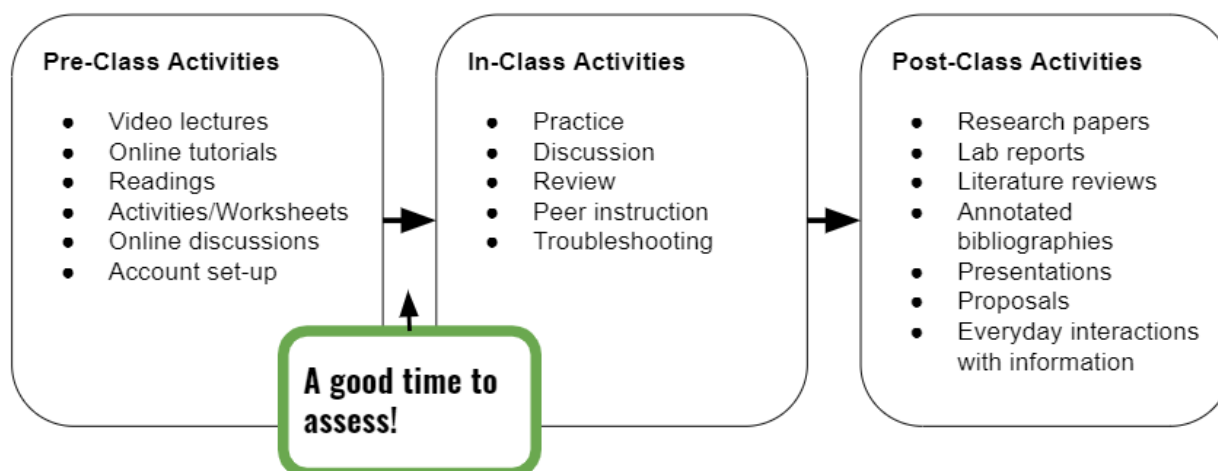 Pre-Class Activities
● Video lectures
● Online tutorials
● Readings
● Activities/Worksheets
● Online discussions
● Account set-up
A good time to
assess!
In-Class Activities
● Practice
● Discussion
● Review
● Peer instruction
● Troubleshooting
Post-Class Activities
● Research papers
● Lab reports
● Literature reviews
● Annotated
bibliographies
● Presentations
● Proposals
● Everyday interactions
with information